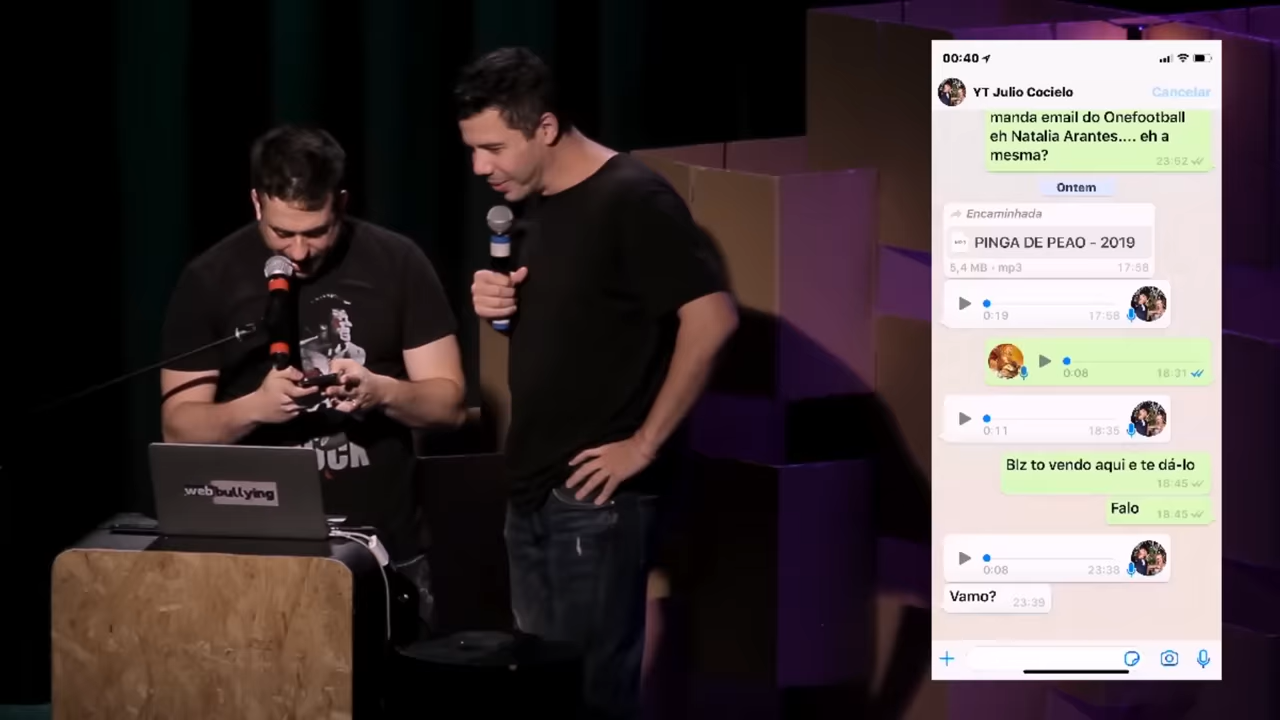 webbullying
OCK
00:40
YT Julio Cocielo
Cancelar
manda email do Onefootball
eh Natalia Arantes.... eh a
mesma?
23:52
Ontem
Encaminhada
PINGA DE PEAO - 2019
5,4 MB · mp3
17:58
0:19
17:58
0:08
18:31
0:11
18:35
Blz to vendo aqui e te dá-lo
18:45
Falo
18:45
0:08
23:38
Vamo?
23:39